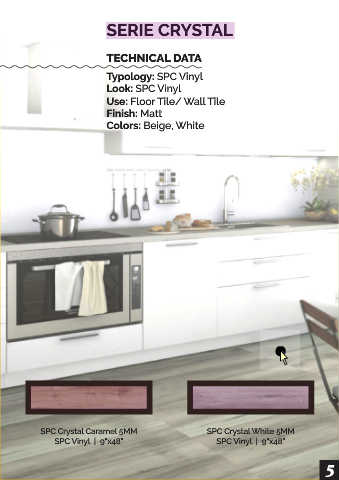 SERIE CRYSTAL
TECHNICAL DATA
Typology: SPC Vinyl
Look: SPC Vinyl
Use: Floor Tile/ Wall Tile
Finish: Matt
Colors: Beige, White
SPC Crystal Caramel 5MM
SPC Vinyl | 9"x48"
SPC Crystal White 5MM
SPC Vinyl | 9"x48"
5